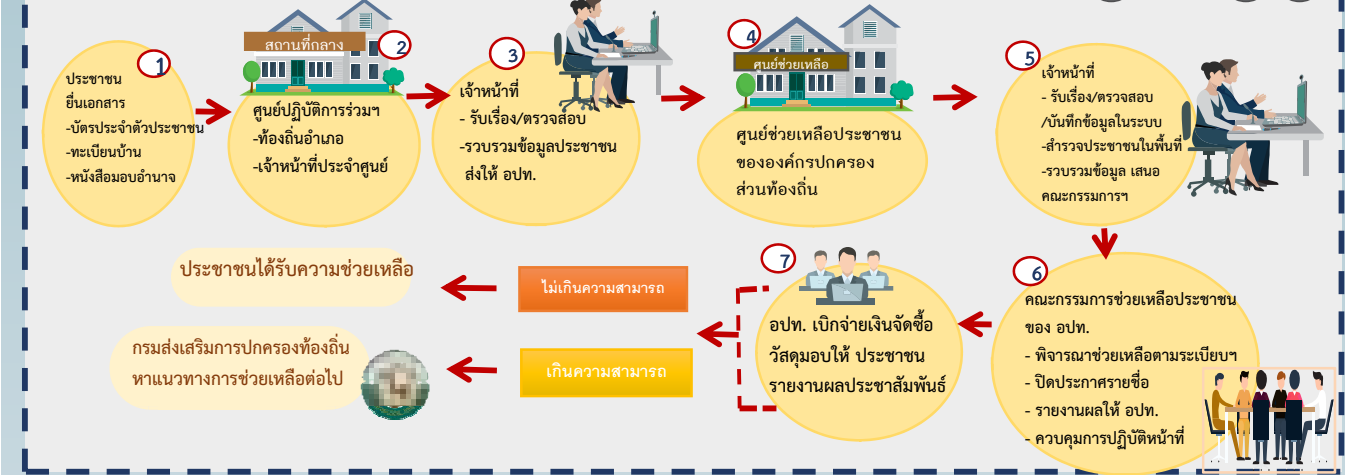 1
ประชาชน
ยื่นเอกสาร
-บัตรประจำตัวประชาชน
-ทะเบียนบ้าน
-หนังสือมอบอำนาจ
สถานที่กลาง
2
ศูนย์ปฏิบัติการร่วมฯ
-ท้องถิ่นอำเภอ
-เจ้าหน้าที่ประจำศูนย์
3
เจ้าหน้าที่
- รับเรื่อง/ตรวจสอบ
-รวบรวมข้อมูลประชาชน
ส่งให้ อปท.
4
ศูนย์ช่วยเหลือ
ศูนย์ช่วยเหลือประชาชน
ขององค์กรปกครอง
ส่วนท้องถิ่น
5
เจ้าหน้าที่
- รับเรื่อง/ตรวจสอบ
/บันทึกข้อมูลในระบบ
-สำรวจประชาชนในพื้นที่
-รวบรวมข้อมูล เสนอ
คณะกรรมการฯ
6
คณะกรรมการช่วยเหลือประชาชน
ของ อปท.
- พิจารณาช่วยเหลือตามระเบียบฯ
- ปิดประกาศรายชื่อ
- รายงานผลให้ อปท.
- ควบคุมการปฏิบัติหน้าที่
7
อปท. เบิกจ่ายเงินจัดซื้อ
วัสดุมอบให้ ประชาชน
รายงานผลประชาสัมพันธ์
ไม่เกินความสามารถ
ประชาชนได้รับความช่วยเหลือ
เกินความสามารถ
กรมส่งเสริมการปกครองท้องถิ่น
หาแนวทางการช่วยเหลือต่อไป